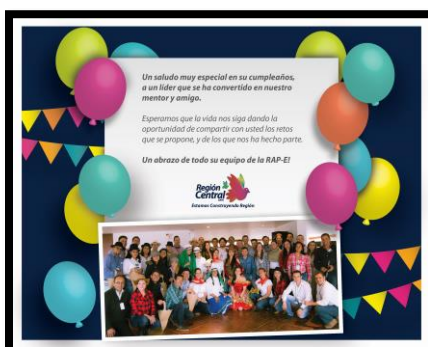 Un saludo muy especial en su cumpleaños,
a un líder que se ha convertido en nuestro
mentor y amigo.
Esperamos que la vida nos siga dando la
oportunidad de compartir con usted los retos
que se propone, y de los que nos ha hecho parte.
Un abrazo de todo su equipo de la RAP-E!
Región
Central
Estamos Construyendo Región